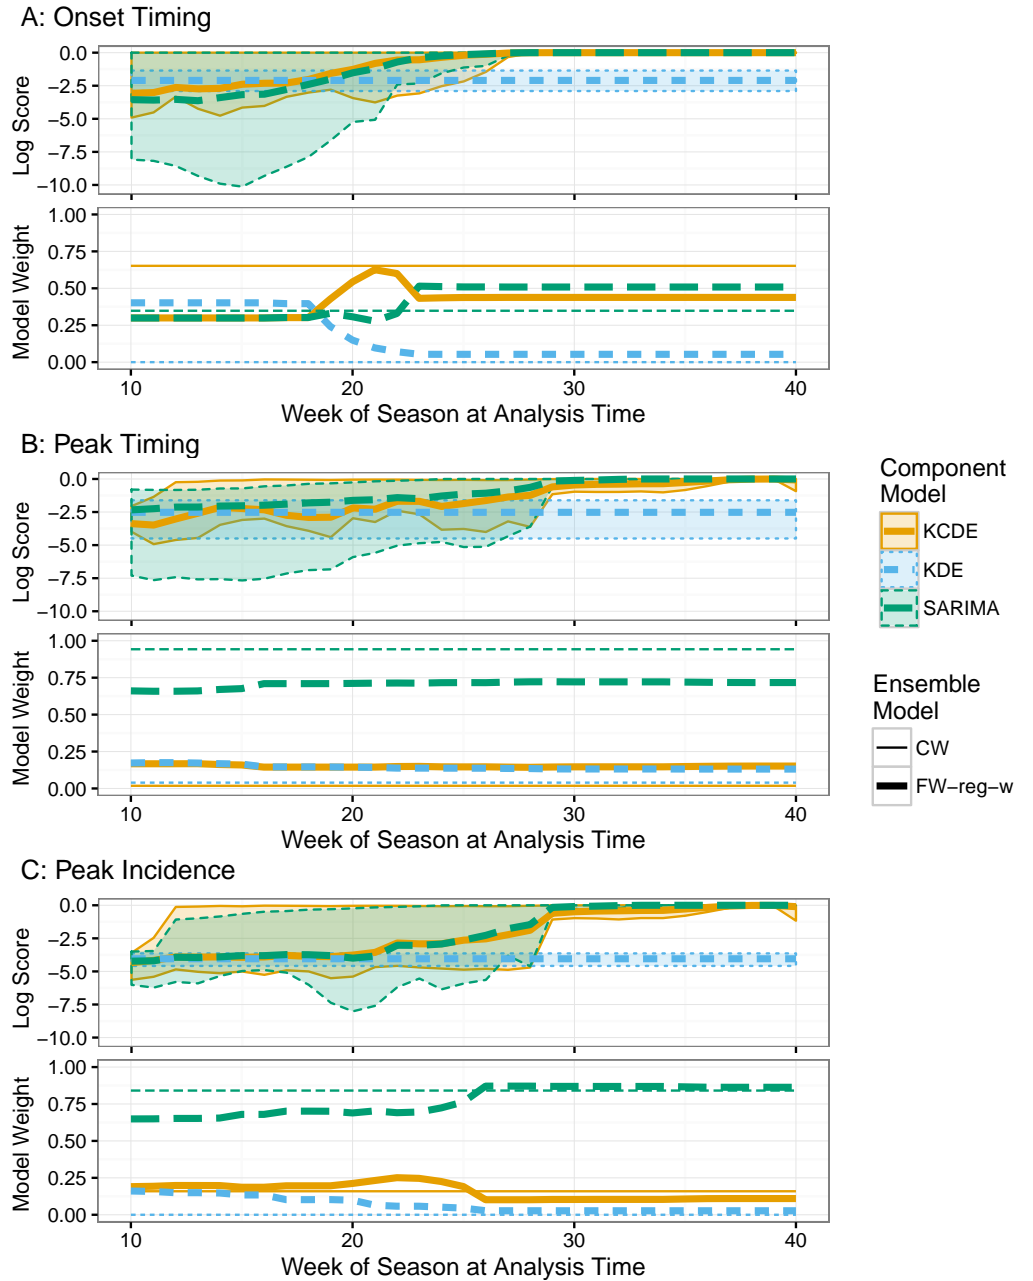 A: Onset Timing
0.0
−2.5
−5.0
−7.5
−10.0
Log Score
1.00
0.75
0.50
0.25
0.00
Model Weight
10 20 30 40
Week of Season at Analysis Time
B: Peak Timing
0.0
−2.5
−5.0
−7.5
−10.0
Log Score
1.00
0.75
0.50
0.25
0.00
Model Weight
10 20 30 40
Week of Season at Analysis Time
Component
Model
KCDE
KDE
SARIMA
Ensemble
Model
CW
FW−reg−w
C: Peak Incidence
0.0
−2.5
−5.0
−7.5
−10.0
Log Score
1.00
0.75
0.50
0.25
0.00
Model Weight
10 20 30 40
Week of Season at Analysis Time